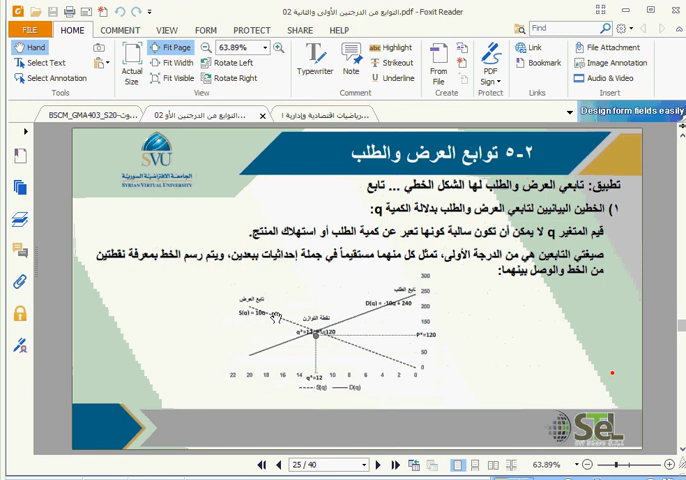 التوابع من الدرجتين الأولى والثانية 02.pdf - Foxit Reader
FILE HOME COMMENT VIEW FORM PROTECT SHARE HELP
Find
Hand
Select Text
Select Annotation
Actual Size
Fit Page
Fit Width
Fit Visible
63.89%
Rotate Left
Rotate Right
Typewriter
Note
Highlight
Strikeout
Underline
From File
PDF Sign
Link
Bookmark
File Attachment
Image Annotation
Audio & Video
Tools View Comment Create Protect Links Insert
BSCM_GMA403_S20-
التوابع من الدرجتين الأو 02
Design form fields easily
الجامعة الافتراضية السورية
SVU
SYRIAN VIRTUAL UNIVERSITY
٢-٥ توابع العرض والطلب
تطبيق: تابعي العرض والطلب لها الشكل الخطي ... تابع
١) الخطين البيانيين لتابعي العرض والطلب بدلالة الكمية q:
قيم المتغير q لا يمكن أن تكون سالبة كونها تعبر عن كمية الطلب أو استهلاك المنتج.
صيغتي التابعين هي من الدرجة الأولى، تمثل كل منهما مستقيماً في جملة إحداثيات ببعدين، ويتم رسم الخط بمعرفة نقطتين
من الخط والوصل بينهما:
300
تابع الطلب
250
D(q) = -10q + 240
تابع العرض
200
S(q) = 10q
نقطة التوازن
150
P*=120
100
50
0
q*=12
22 20 18 16 14 12 10 8 6 4 2 0
S(q) D(q)
SeL
25 / 40
63.89%